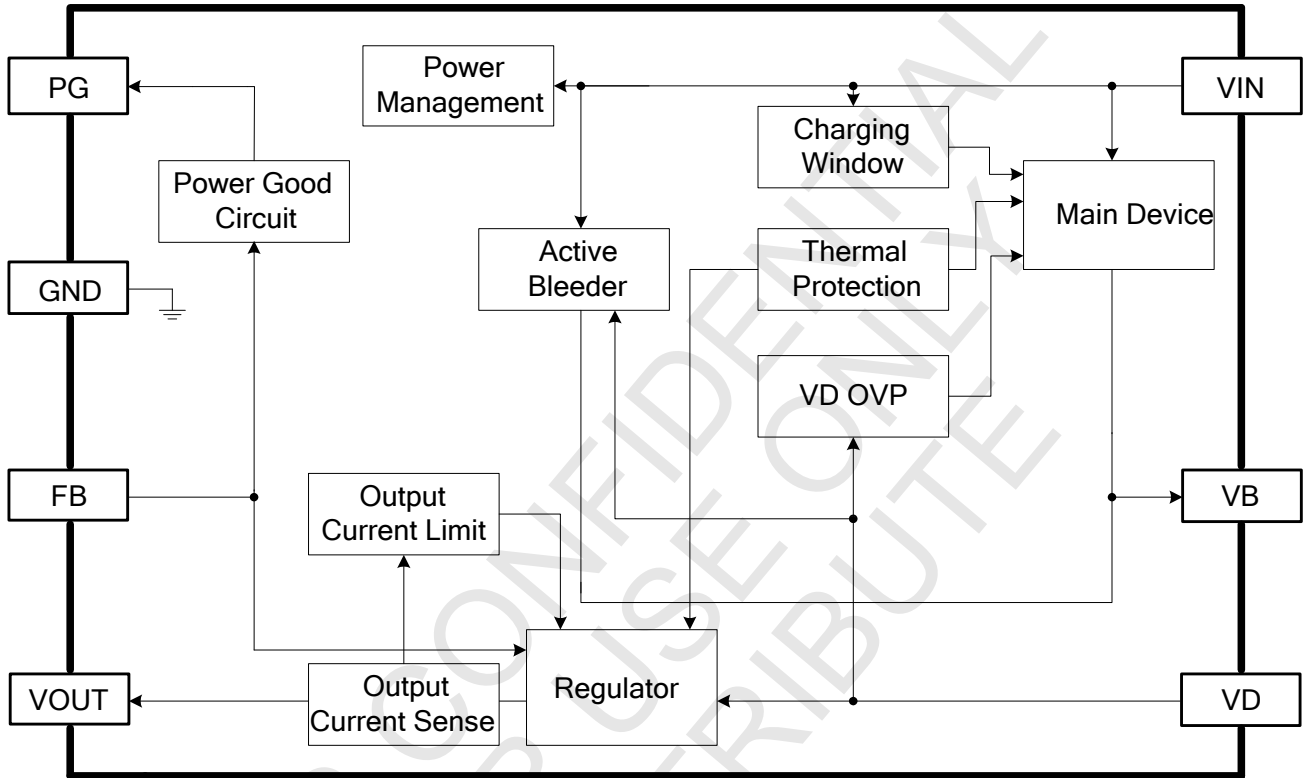 PG
Power
Management
VIN
Charging
Window
Power Good
Circuit
Main Device
Active
Bleeder
Thermal
Protection
GND
VD OVP
FB
Output
Current Limit
VB
VOUT
Output
Current Sense
Regulator
VD
CONFIDENTIAL
USE ONLY
TRIBUTE